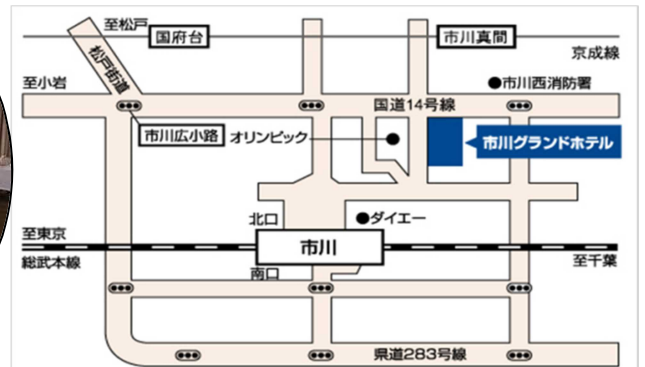 至松戸
国府台
市川真間
京成線
松戸街道
至小岩
国道14号線
●市川西消防署
市川広小路
オリンピック
市川グランドホテル
北口
●ダイエー
至東京
市川
総武本線
至千葉
南口
県道283号線